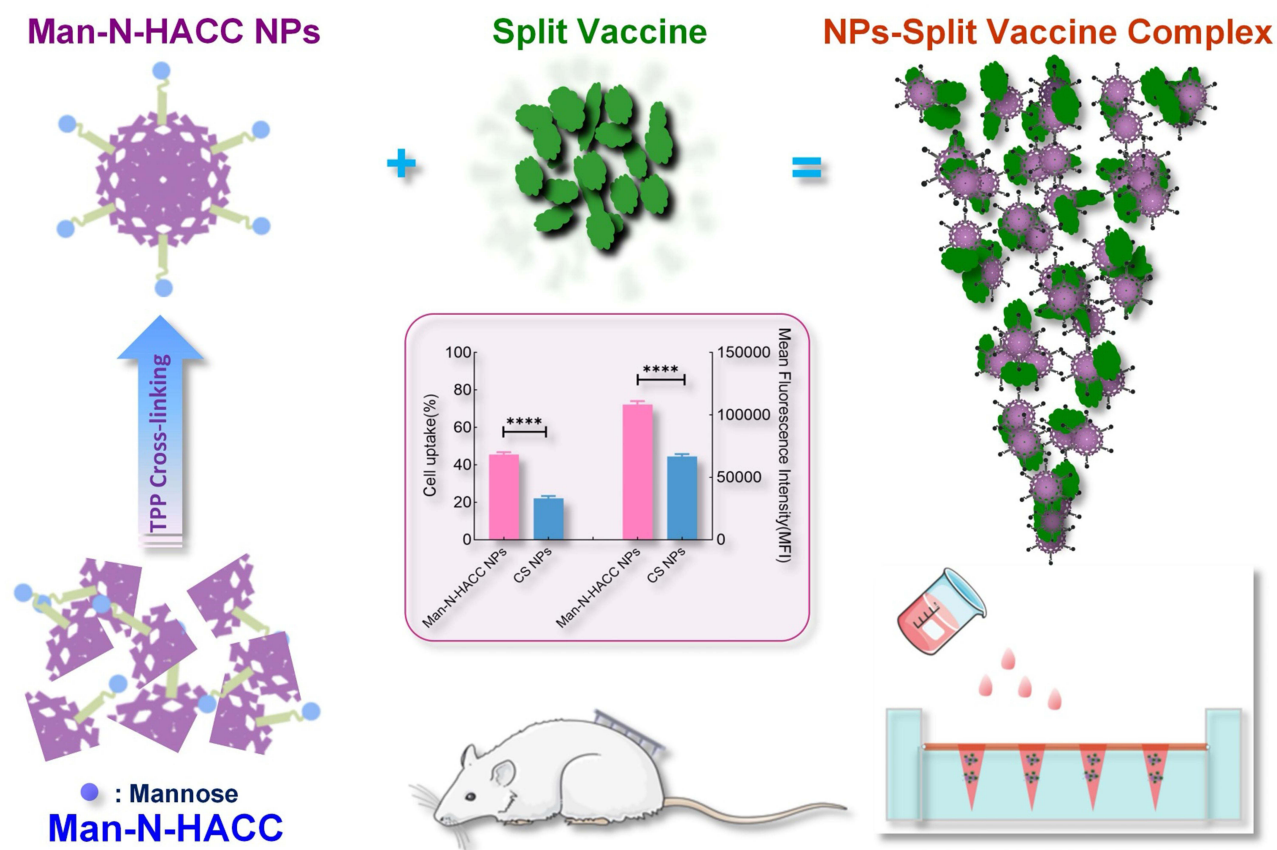 Man-N-HACC NPs
Split Vaccine
NPs-Split Vaccine Complex
+
=
TPP Cross-linking
Cell uptake(%)
100
80
60
40
20
0
****
****
150000
100000
50000
0
Mean Fluorescence Intensity(MFI)
Man-N-HACC NPs
CS NPs
Man-N-HACC NPs
CS NPs
: Mannose
Man-N-HACC